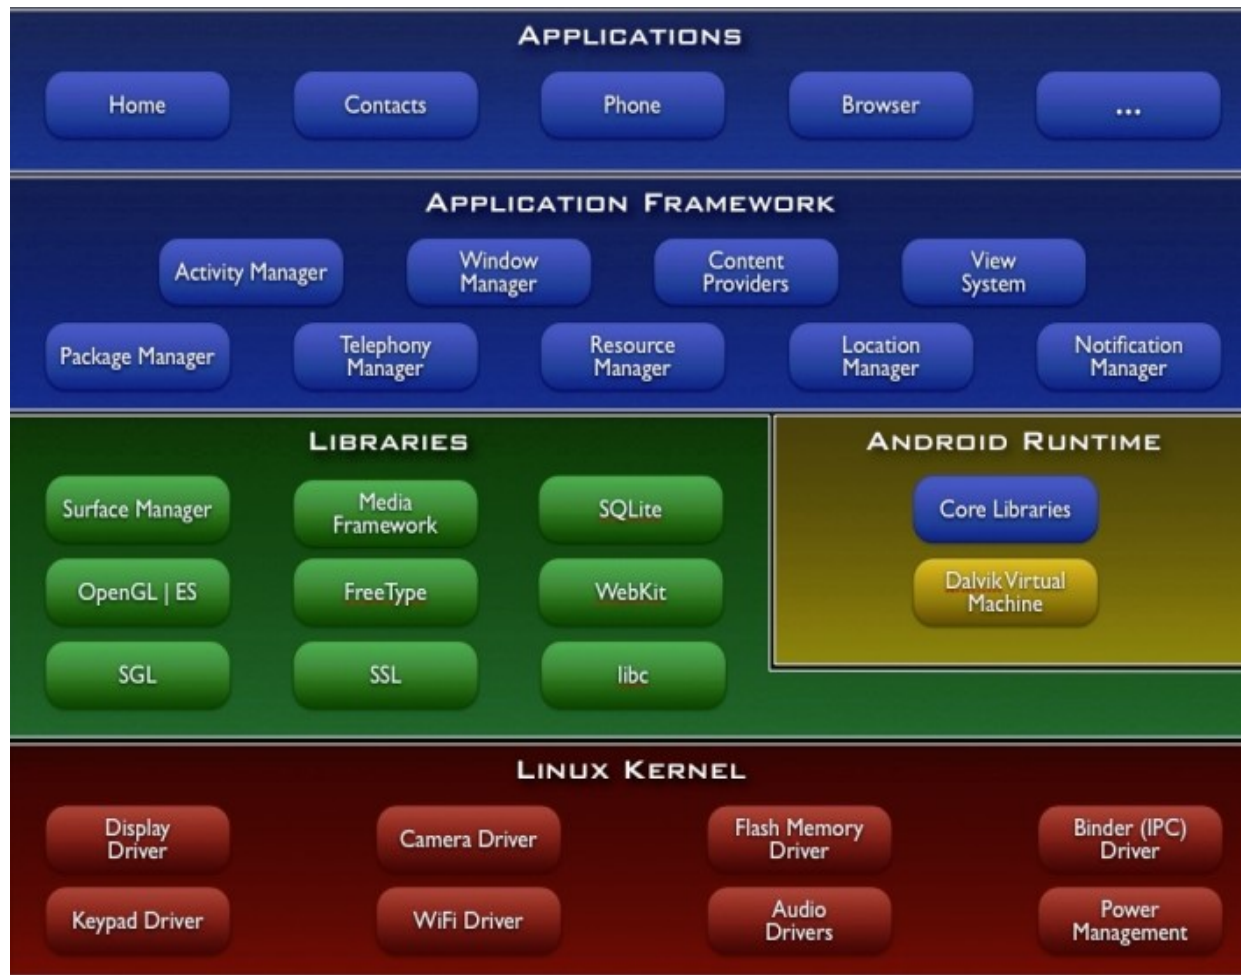 APPLICATIONS
Home
Contacts
Phone
Browser
...
APPLICATION FRAMEWORK
Activity Manager
Window
Manager
Content
Providers
View
System
Package Manager
Telephony
Manager
Resource
Manager
Location
Manager
Notification
Manager
LIBRARIES
Surface Manager
Media
Framework
SQLite
OpenGL | ES
FreeType
WebKit
SGL
SSL
libc
ANDROID RUNTIME
Core Libraries
Dalvik Virtual
Machine
LINUX KERNEL
Display
Driver
Camera Driver
Flash Memory
Driver
Binder (IPC)
Driver
Keypad Driver
WiFi Driver
Audio
Drivers
Power
Management